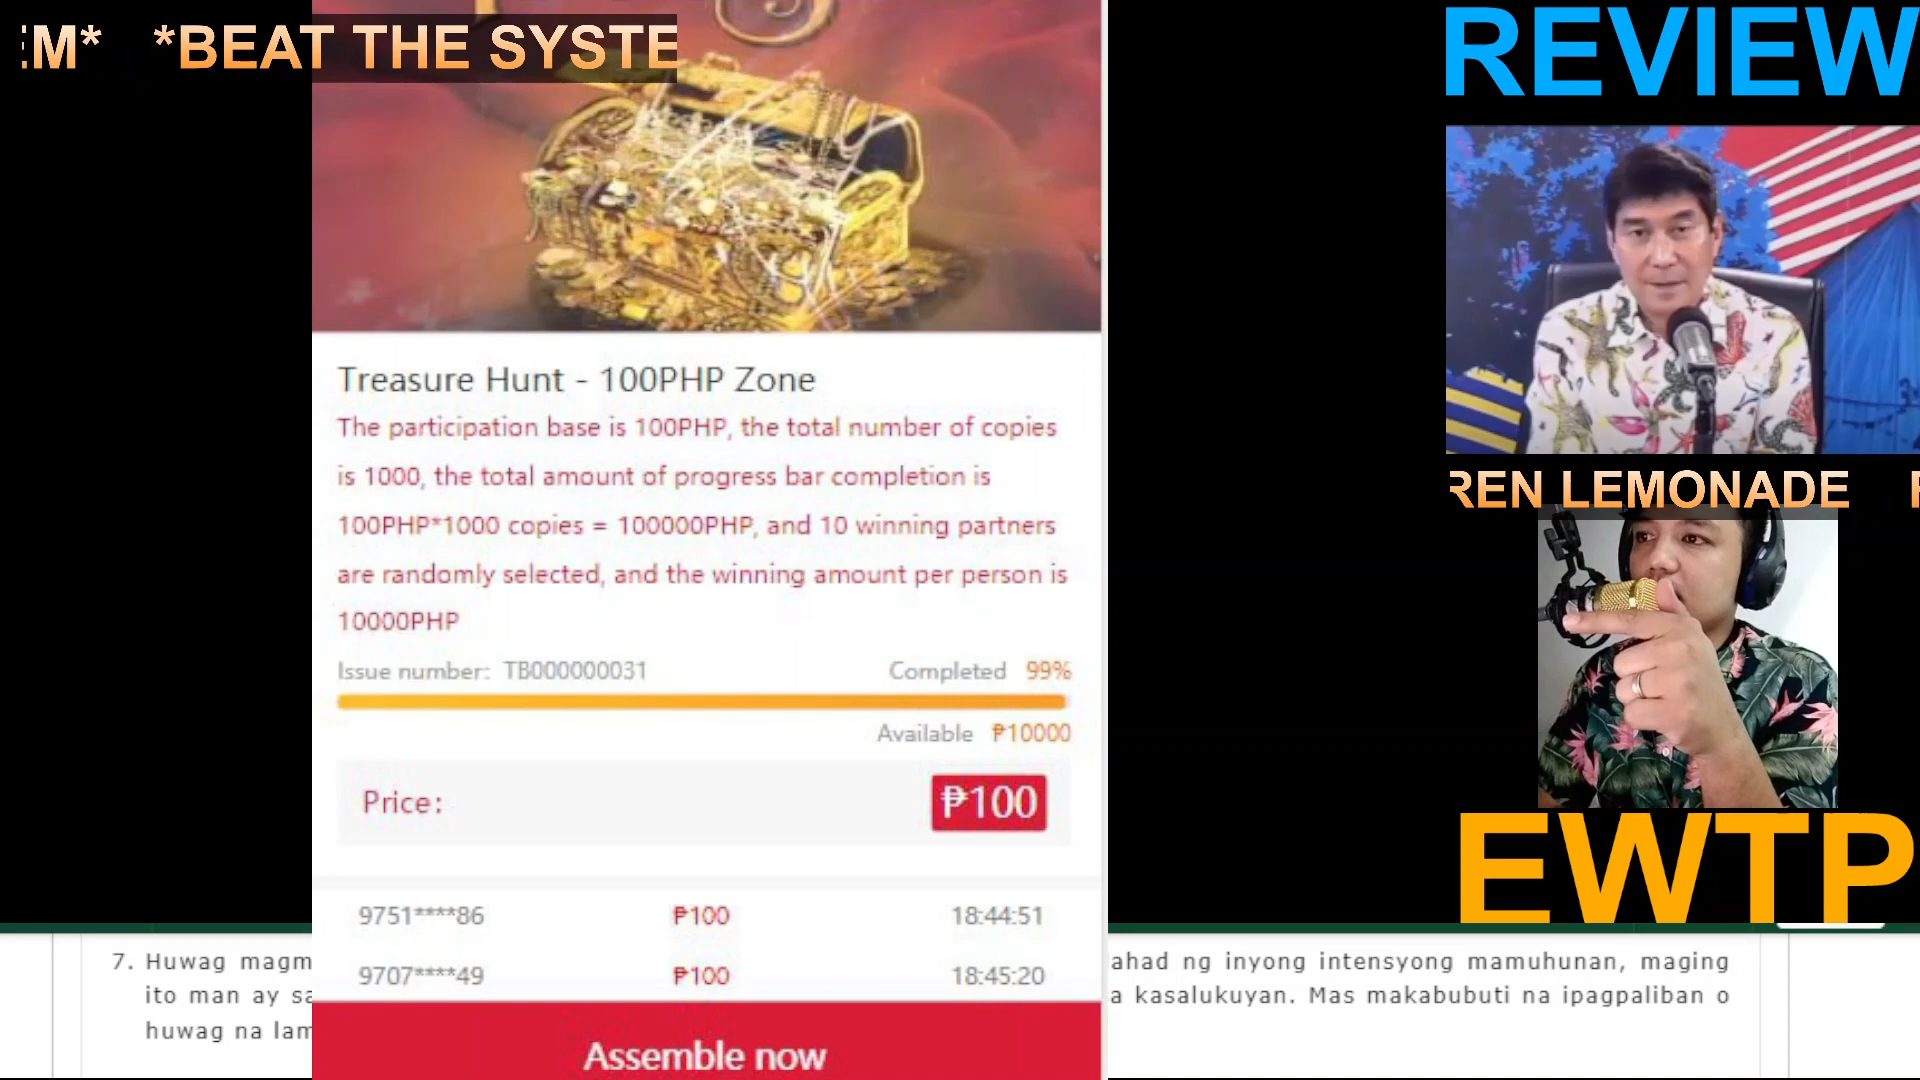 M* *BEAT THE SYSTE
REVIEW
Treasure Hunt - 100PHP Zone
The participation base is 100PHP, the total number of copies
is 1000, the total amount of progress bar completion is
100PHP*1000 copies = 100000PHP, and 10 winning partners
are randomly selected, and the winning amount per person is
10000PHP
Issue number: TB000000031 Completed 99%
Available ₱10000
Price: ₱100
9751****86 ₱100 18:44:51
9707****49 ₱100 18:45:20
Assemble now
REN LEMONADE
EWTP
7. Huwag magm ahad ng inyong intensyong mamuhunan, maging
ito man ay sa a kasalukuyan. Mas makabubuti na ipagpaliban o
huwag na lam